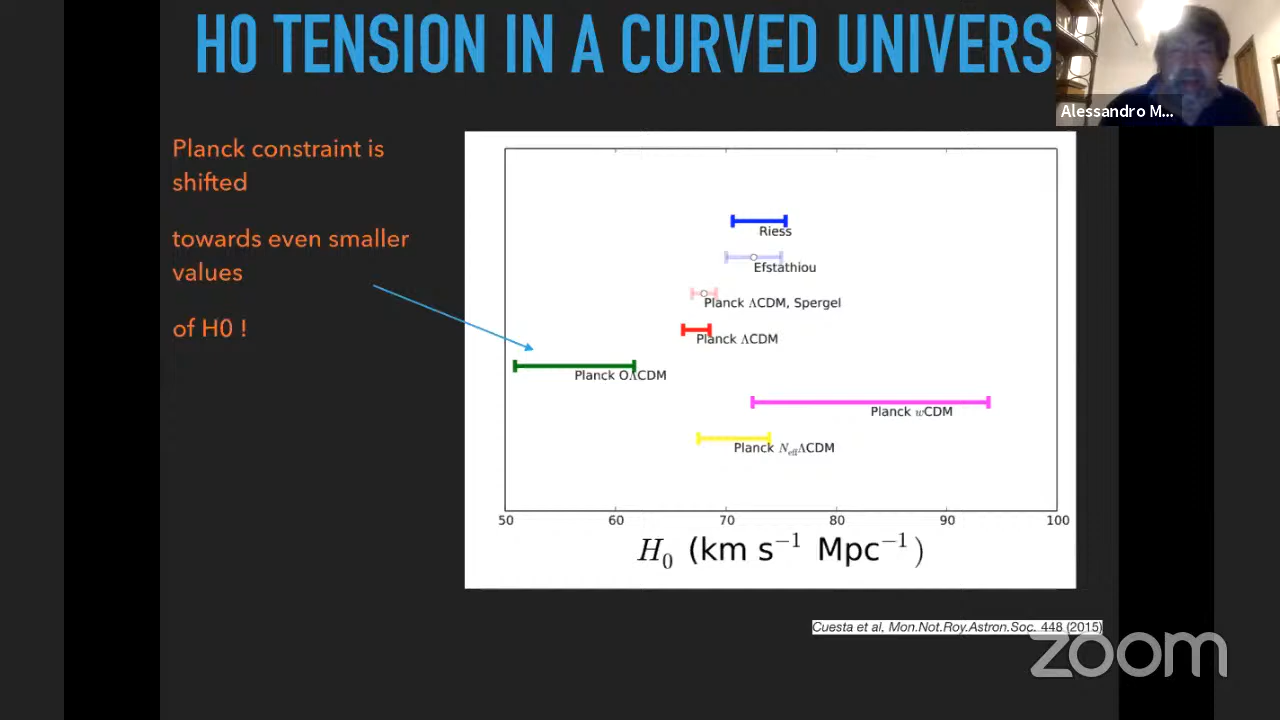 H0 TENSION IN A CURVED UNIVERS
Alessandro M...
Planck constraint is
shifted
towards even smaller
values
of H0 !
Riess
Efstathiou
Planck ΛCDM, Spergel
Planck ΛCDM
Planck OΛCDM
Planck wCDM
Planck N_eff ΛCDM
50 60 70 80 90 100
H₀ (km s⁻¹ Mpc⁻¹)
Cuesta et al, Mon.Not.Roy.Astron.Soc. 448 (2015)
zoom